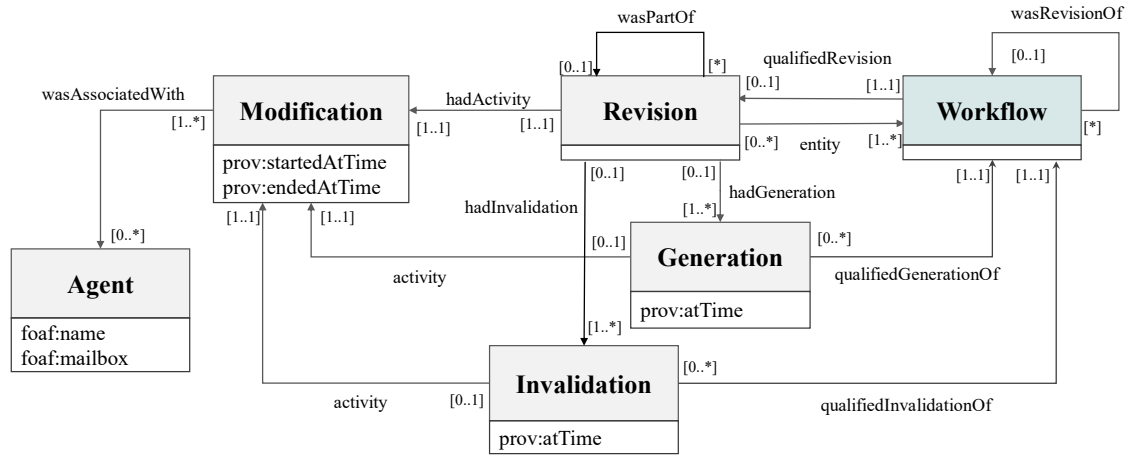 wasPartOf
wasRevisionOf
[0..1]
[*]
qualifiedRevision
[0..1]
wasAssociatedWith
Modification
hadActivity
Revision
[0..1]
[1..1]
Workflow
[1..*]
[1..1]
[1..1]
[0..*]
entity
[1..*]
[*]
prov:startedAtTime
prov:endedAtTime
[0..1]
[0..1]
hadGeneration
[1..1]
[1..1]
hadInvalidation
[1..*]
[1..1]
[1..1]
[0..*]
[0..1]
Generation
[0..*]
Agent
activity
qualifiedGenerationOf
prov:atTime
foaf:name
foaf:mailbox
[1..*]
Invalidation
[0..*]
activity
[0..1]
qualifiedInvalidationOf
prov:atTime